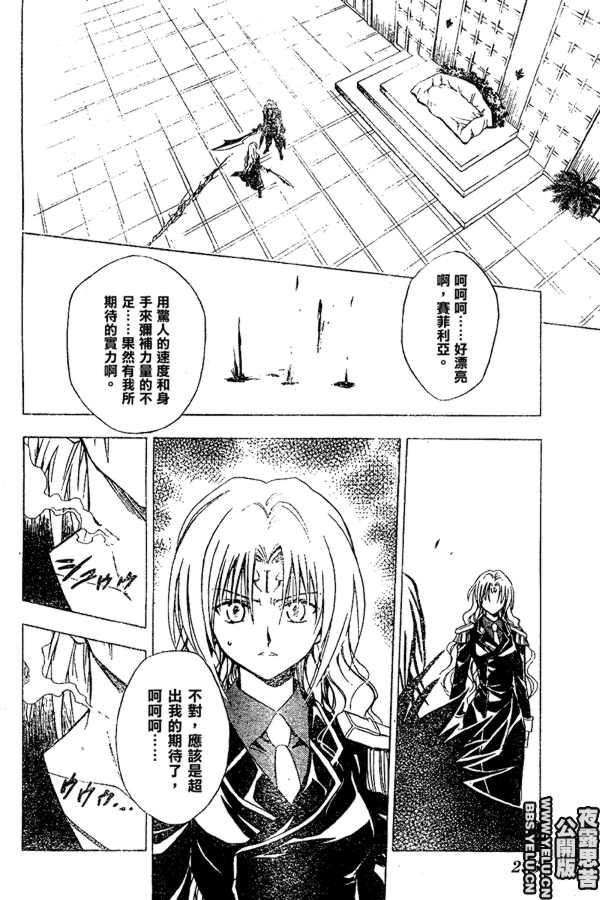 呵呵呵……好漂亮
啊，賽菲利亞。
用驚人的速度和身
手來彌補力量的不
足……果然有我所
期待的實力啊。
不對，應該是超
出我的期待了，
呵呵呵……
夜露思苦
公開版
WWW.YELU.CN
BBS.YELU.CN